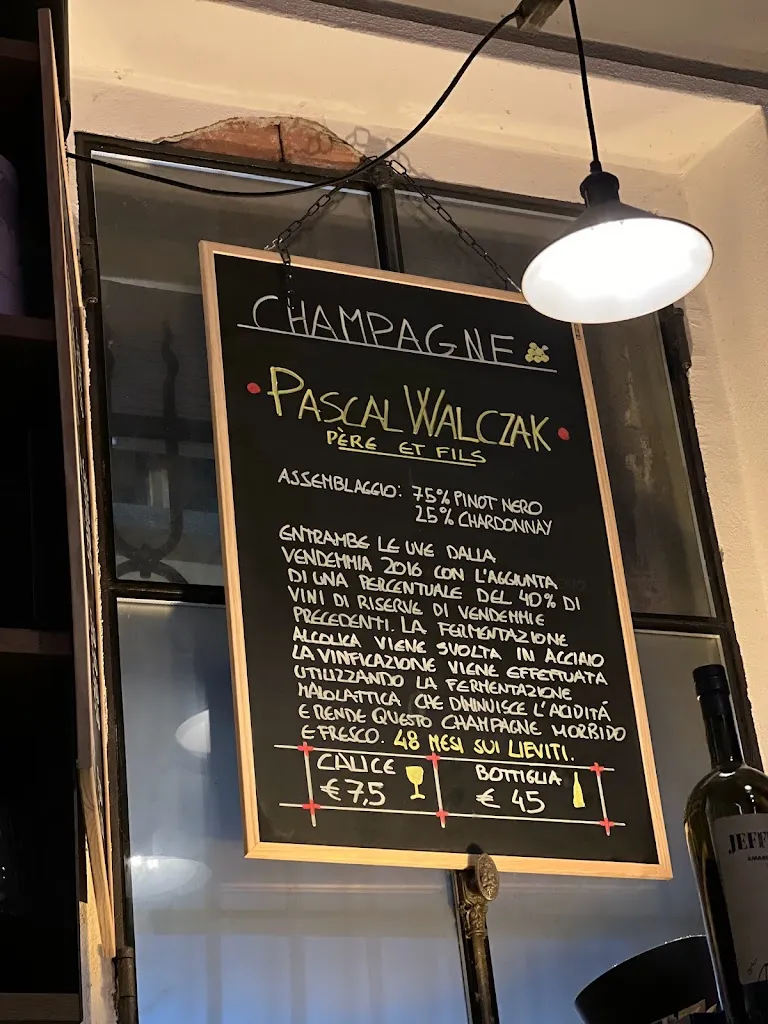 CHAMPAGNE
PASCAL WALCZAK
PÈRE ET FILS
ASSEMBLAGGIO: 75% PINOT NERO
25% CHARDONNAY
ENTRAMBE LE UVE DALLA
VENDEMMIA 2016 CON L'AGGIUNTA
DI UNA PERCENTUALE DEL 40% DI
VINI DI RISERVE DI VENDEMMIE
PRECEDENTI. LA FERMENTAZIONE
ALCOLICA VIENE SVOLTA IN ACCIAIO
LA VINIFICAZIONE VIENE EFFETTUATA
UTILIZZANDO LA FERMENTAZIONE
MALOLATTICA CHE DIMINUISCE L'ACIDITÁ
E RENDE QUESTO CHAMPAGNE MORBIDO
E FRESCO. 48 MESI SUI LIEVITI.
CALICE
€ 7,5
BOTTIGLIA
€ 45
JEFF